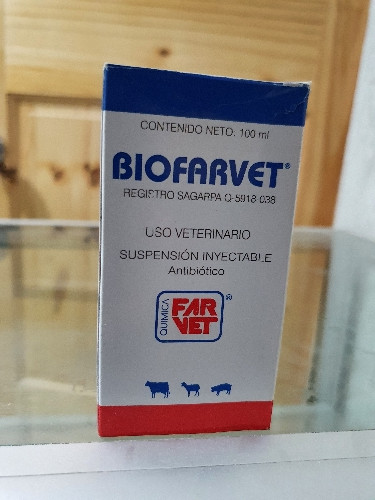 CONTENIDO NETO: 100 ml
BIOFARVET®
REGISTRO SAGARPA Q-5918-038
USO VETERINARIO
SUSPENSIÓN INYECTABLE
Antibiótico
QUIMICA
FAR
VET
®